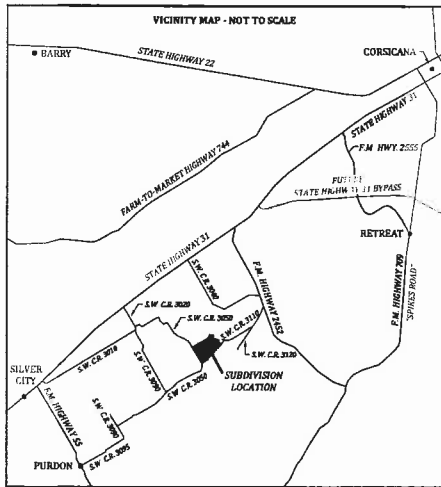 VICINITY MAP - NOT TO SCALE
BARRY
STATE HIGHWAY 22
CORSICANA
STATE HIGHWAY 31
F.M. HWY. 2555
FARM-TO-MARKET HIGHWAY 744
STATE HIGHWAY 31 BYPASS
RETREAT
STATE HIGHWAY 31
S.W. C.R. 3040
F.M. HIGHWAY 2452
F.M. HIGHWAY 709
"SPIKES ROAD"
S.W. C.R. 3020
S.W. C.R. 3050
S.W. C.R. 3110
S.W. C.R. 3120
S.W. C.R. 3010
S.W. C.R. 3090
S.W. C.R. 3050
SUBDIVISION
LOCATION
SILVER
CITY
F.M. HIGHWAY 55
S.W. C.R. 3090
S.W. C.R. 3095
PURDON